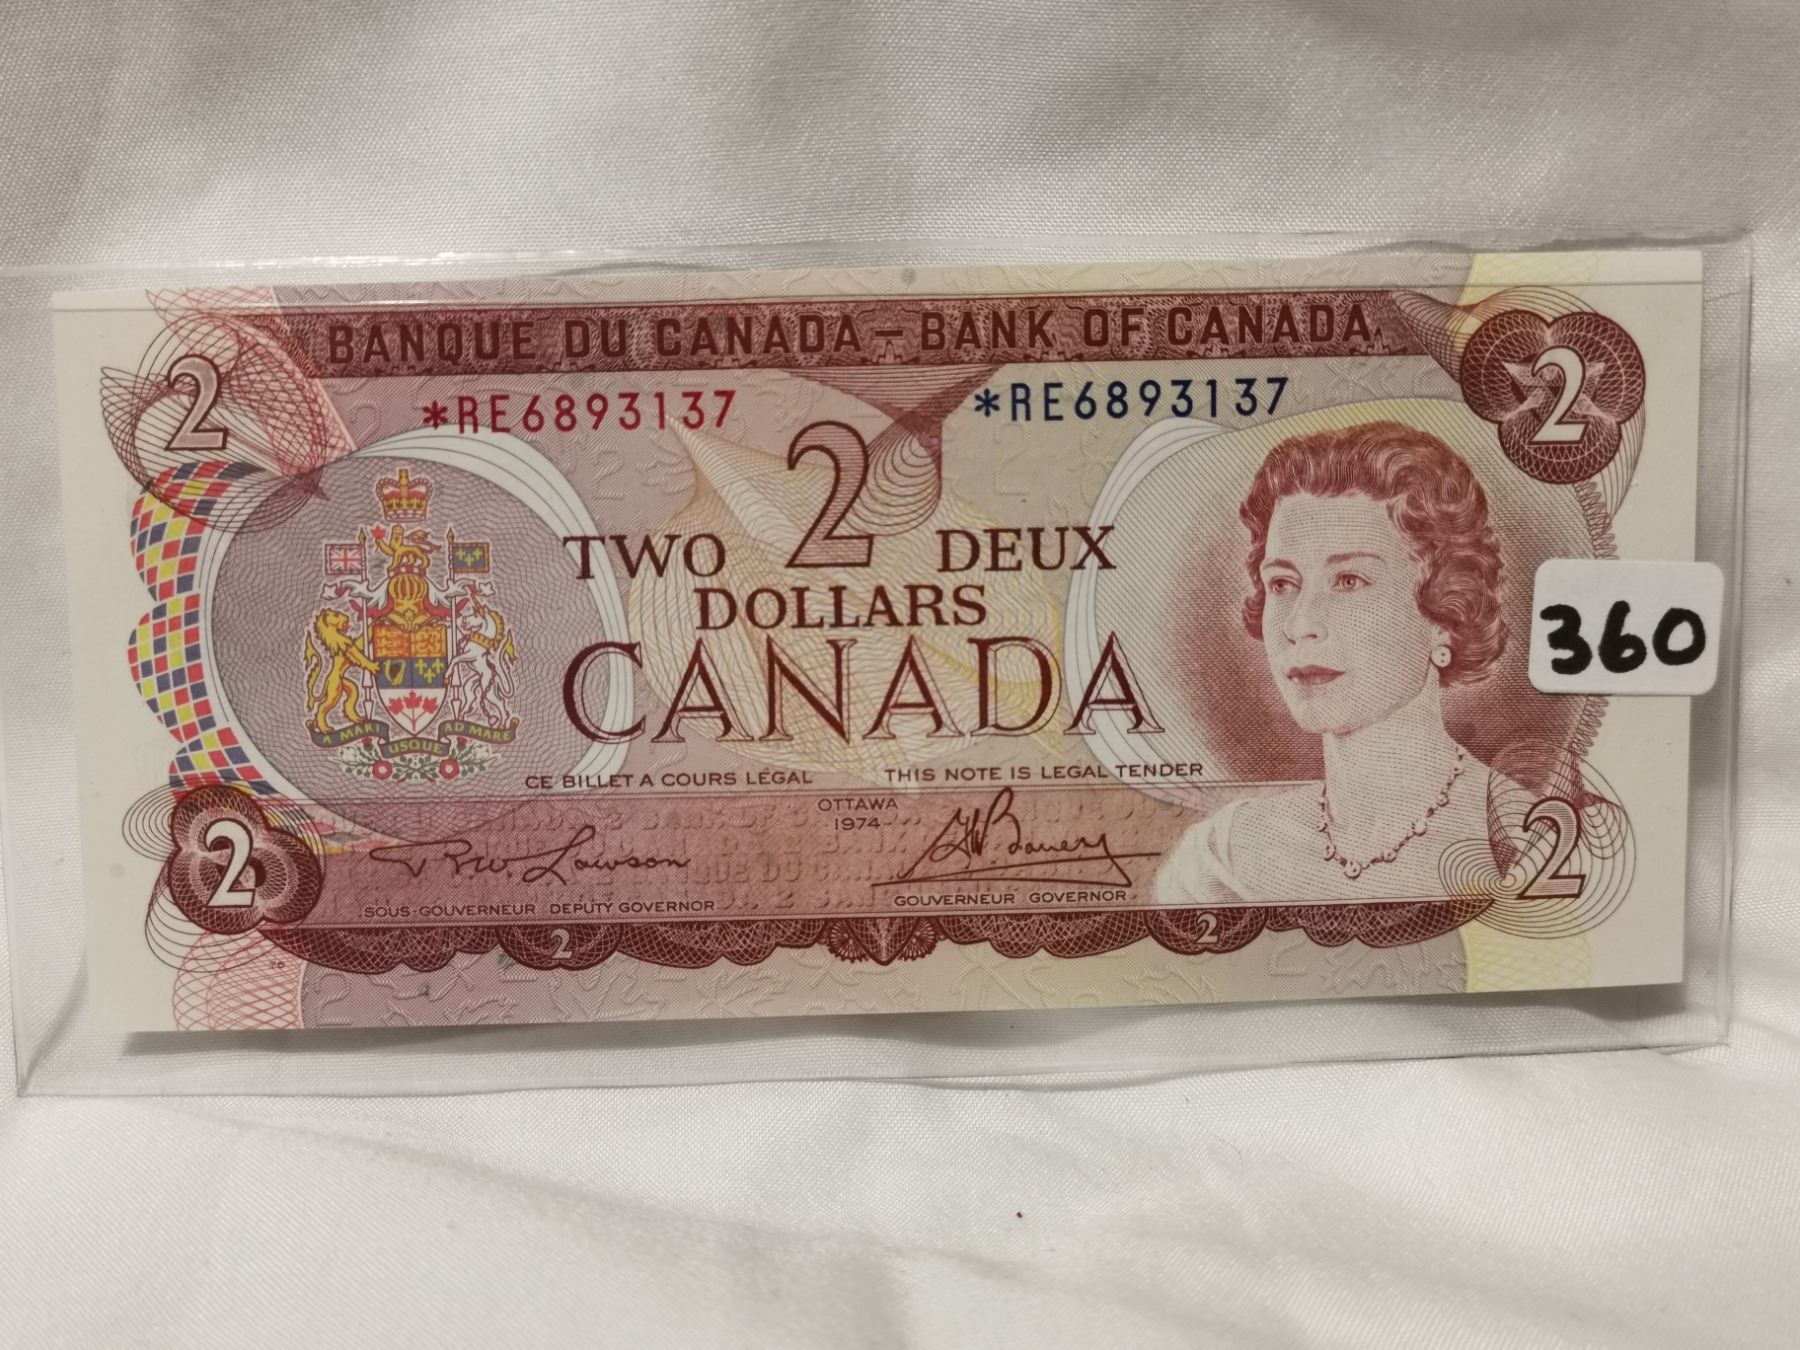 BANQUE DU CANADA – BANK OF CANADA
2 2
*RE6893137 *RE6893137
2
TWO DEUX
DOLLARS
CANADA
A MARI USQUE AD MARE
360
CE BILLET A COURS LÉGAL THIS NOTE IS LEGAL TENDER
OTTAWA
1974
2 2
T R.W. Lawson G K Bouey
SOUS-GOUVERNEUR DEPUTY GOVERNOR GOUVERNEUR GOVERNOR
2 2